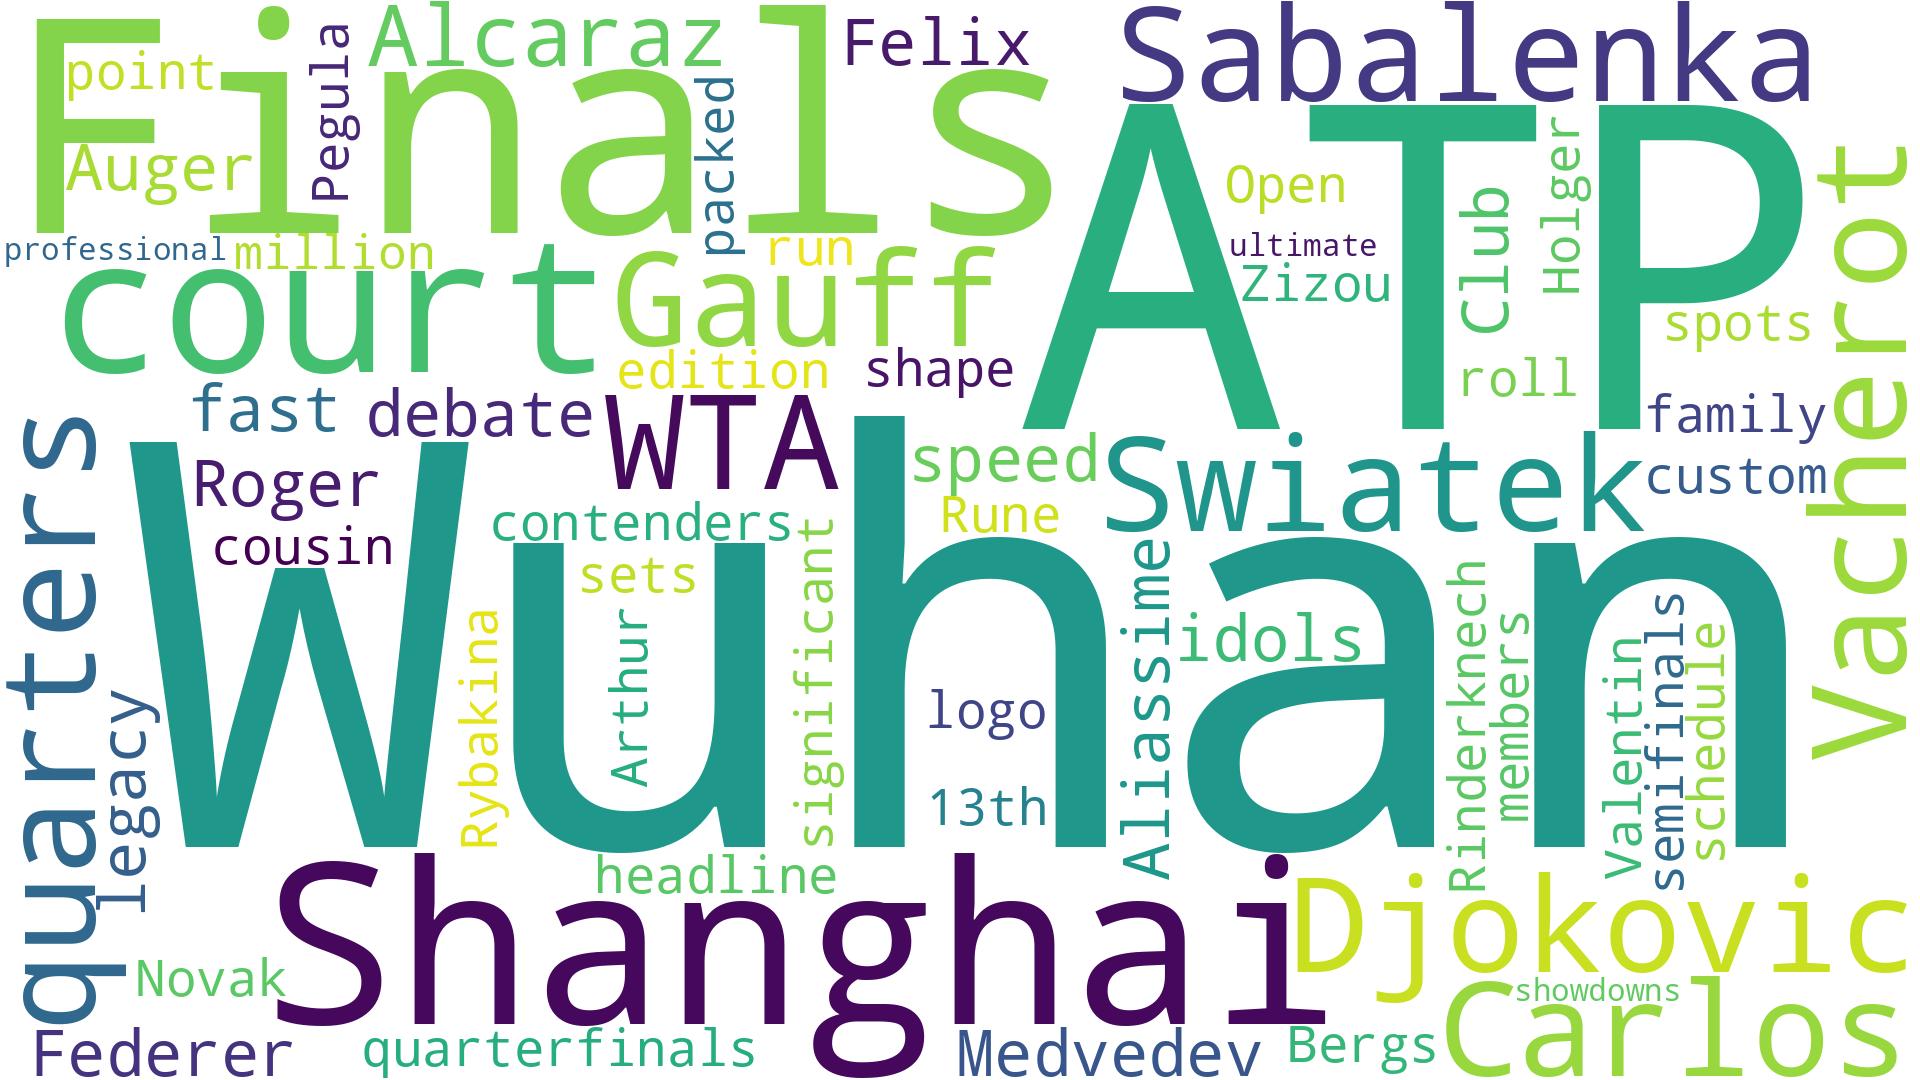 Finals
Alcaraz
Felix
Sabalenka
point
Pegula
packed
Auger
ATP
Open
Club
Holger
Vacherot
professional
million
run
ultimate
court
Gauff
Zizou
spots
edition
shape
roll
fast
debate
WTA
family
quarters
Roger
speed
Swiatek
custom
cousin
contenders
Rune
Wuhan
sets
significant
Aliassime
idols
Rybakina
Arthur
Rinderknech
members
Valentin
semifinals
schedule
legacy
logo
13th
headline
Shanghai
Djokovic
Novak
showdowns
Carlos
Federer
quarterfinals
Medvedev
Bergs